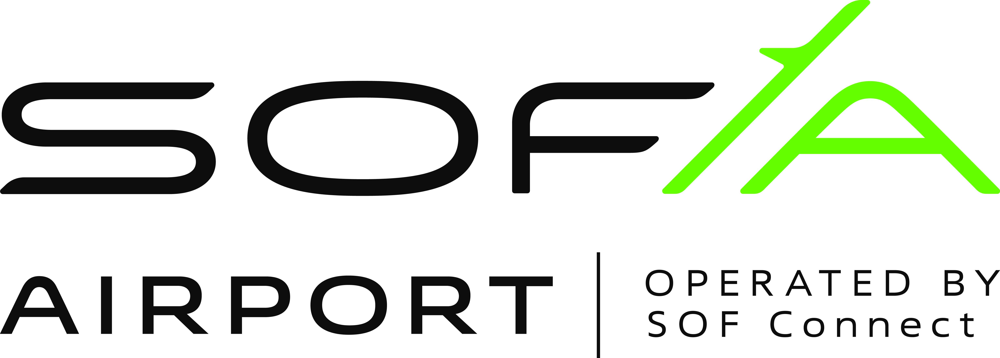 SOFIA
AIRPORT
OPERATED BY
SOF Connect